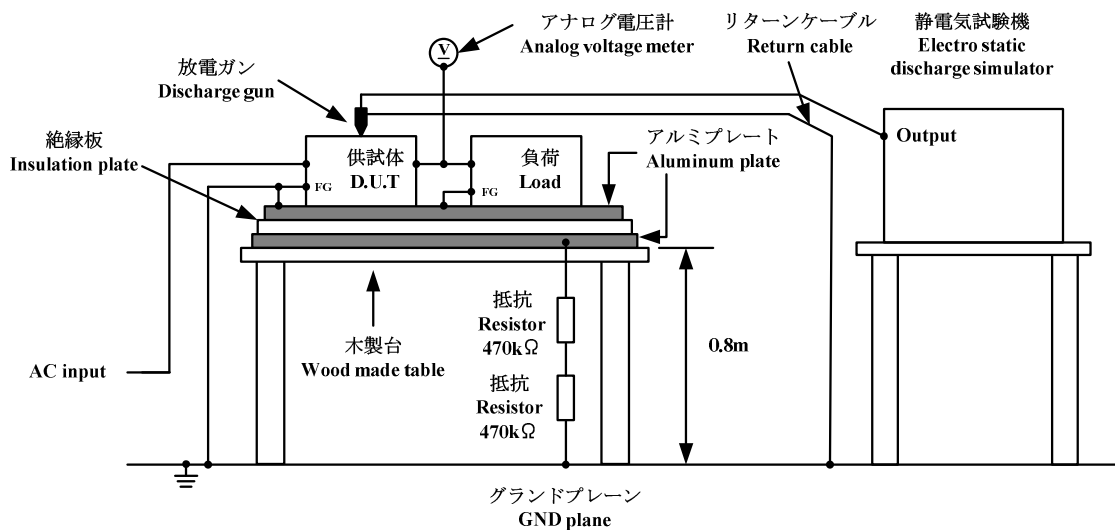 アナログ電圧計
Analog voltage meter
リターンケーブル
Return cable
静電気試験機
Electro static
discharge simulator
V
放電ガン
Discharge gun
絶縁板
Insulation plate
供試体
D.U.T
FG
負荷
Load
FG
アルミプレート
Aluminum plate
Output
抵抗
Resistor
470kΩ
0.8m
木製台
Wood made table
AC input
抵抗
Resistor
470kΩ
グランドプレーン
GND plane